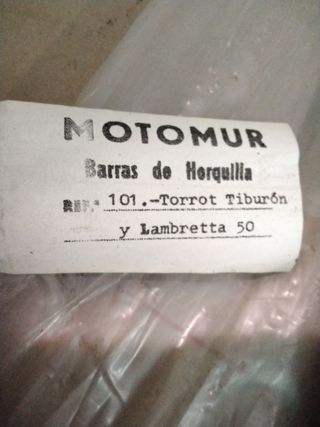 MOTOMUR
Barras de Horquilla
REF.ª 101.-Torrot Tiburón
y Lambretta 50